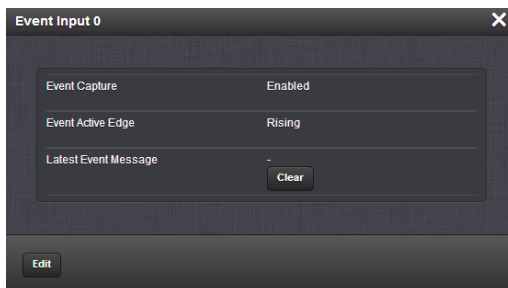 Event Input 0
Event Capture Enabled
Event Active Edge Rising
Latest Event Message -
Clear
Edit